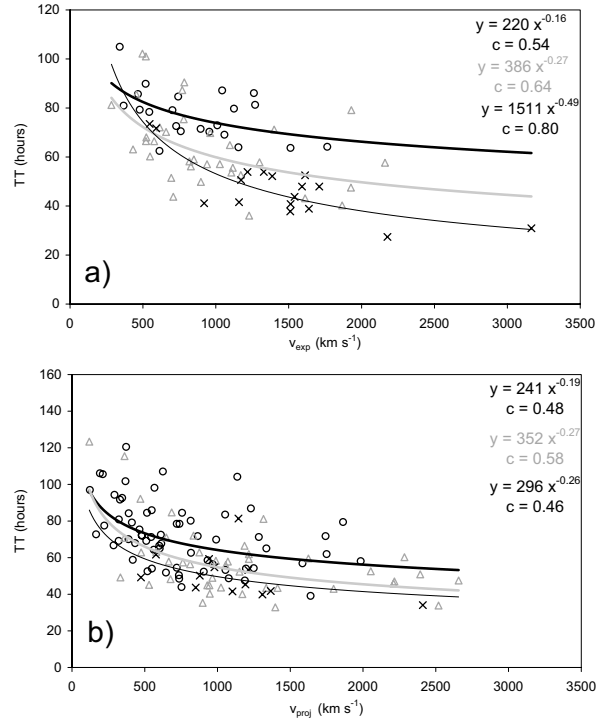 120
100
80
60
40
20
0
TT (hours)
y = 220 x^-0.16
c = 0.54
y = 386 x^-0.27
c = 0.64
y = 1511 x^-0.49
c = 0.80
a)
0 500 1000 1500 2000 2500 3000 3500
v_exp (km s^-1)
160
140
120
100
80
60
40
20
0
TT (hours)
y = 241 x^-0.19
c = 0.48
y = 352 x^-0.27
c = 0.58
y = 296 x^-0.26
c = 0.46
b)
0 500 1000 1500 2000 2500 3000 3500
v_proj (km s^-1)